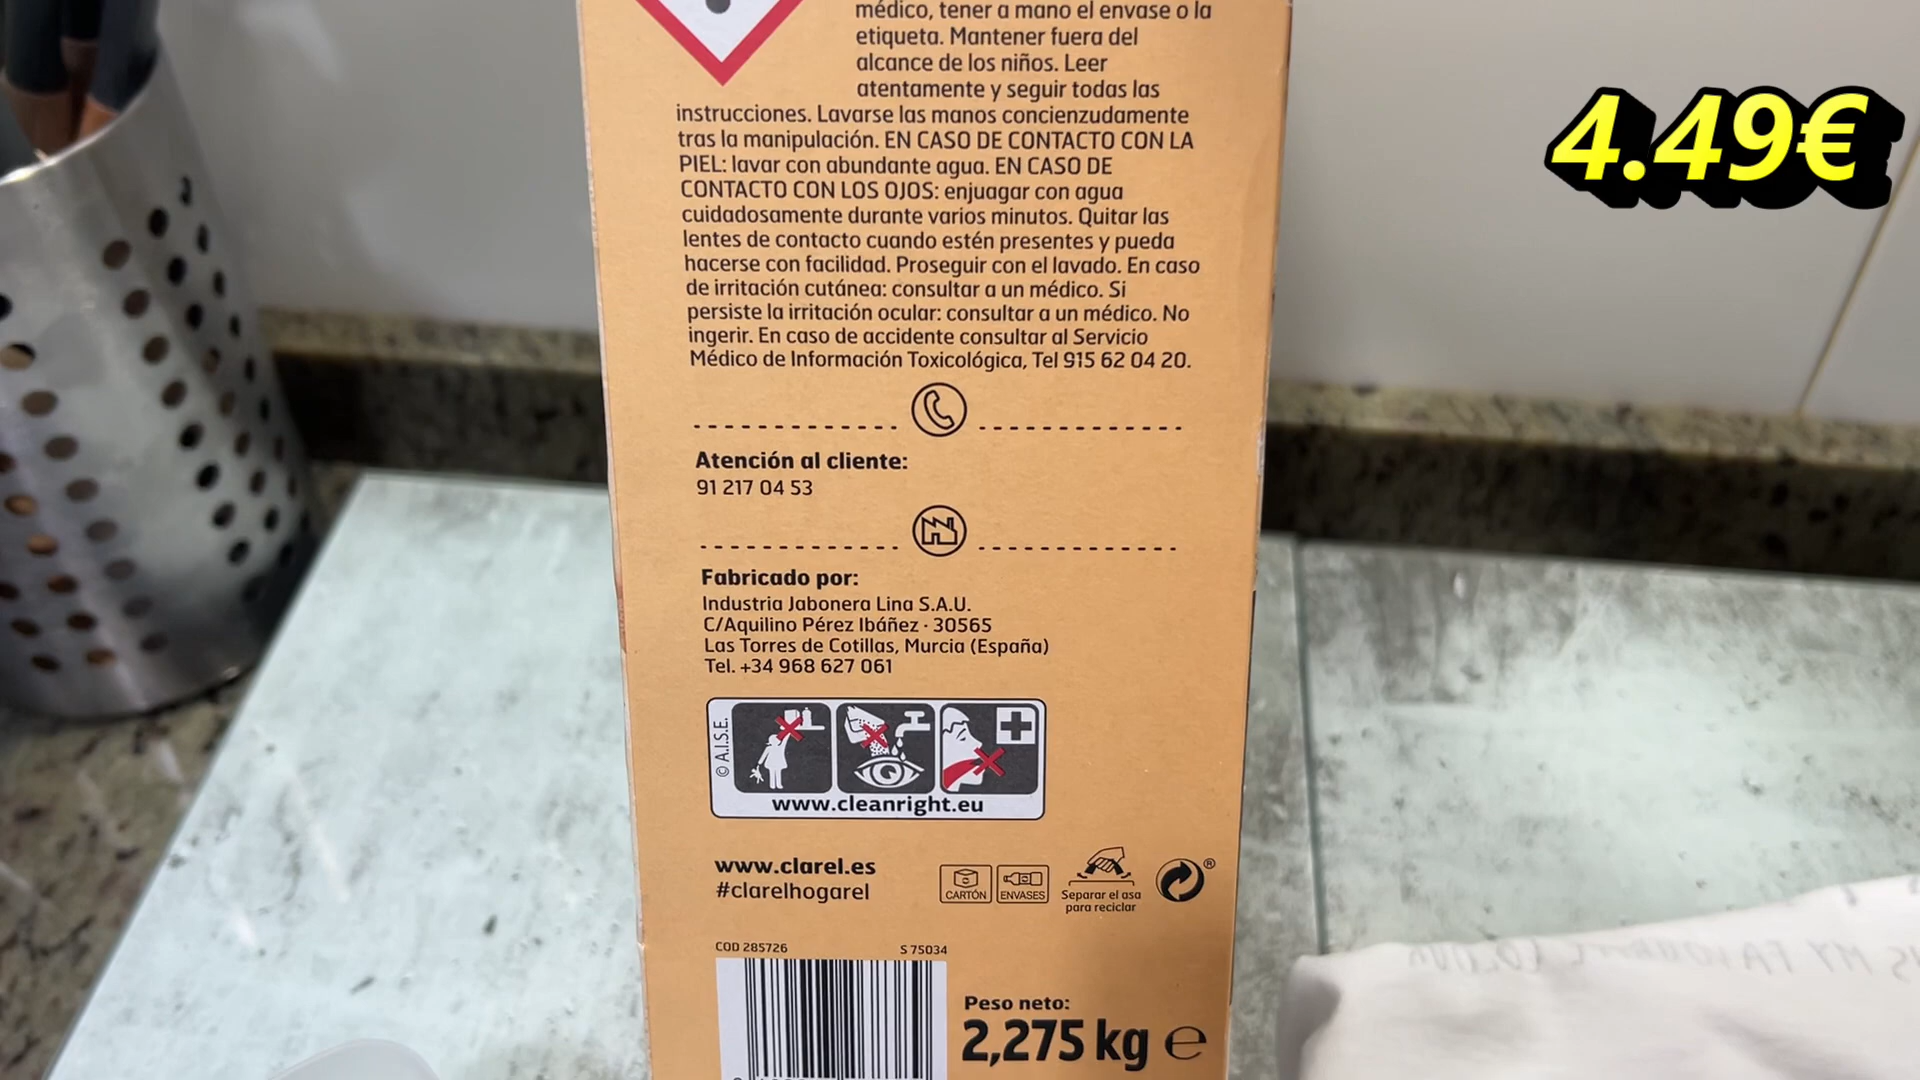 médico, tener a mano el envase o la
etiqueta. Mantener fuera del
alcance de los niños. Leer
atentamente y seguir todas las
instrucciones. Lavarse las manos concienzudamente
tras la manipulación. EN CASO DE CONTACTO CON LA
PIEL: lavar con abundante agua. EN CASO DE
CONTACTO CON LOS OJOS: enjuagar con agua
cuidadosamente durante varios minutos. Quitar las
lentes de contacto cuando estén presentes y pueda
hacerse con facilidad. Proseguir con el lavado. En caso
de irritación cutánea: consultar a un médico. Si
persiste la irritación ocular: consultar a un médico. No
ingerir. En caso de accidente consultar al Servicio
Médico de Información Toxicológica, Tel 915 62 04 20.
4.49€
Atención al cliente:
91 217 04 53
Fabricado por:
Industria Jabonera Lina S.A.U.
C/Aquilino Pérez Ibáñez · 30565
Las Torres de Cotillas, Murcia (España)
Tel. +34 968 627 061
© A.I.S.E.
www.cleanright.eu
www.clarel.es
#clarelhogarel
CARTÓN
ENVASES
Separar el asa
para reciclar
®
COD 285726
S 75034
Peso neto:
2,275 kg ℮